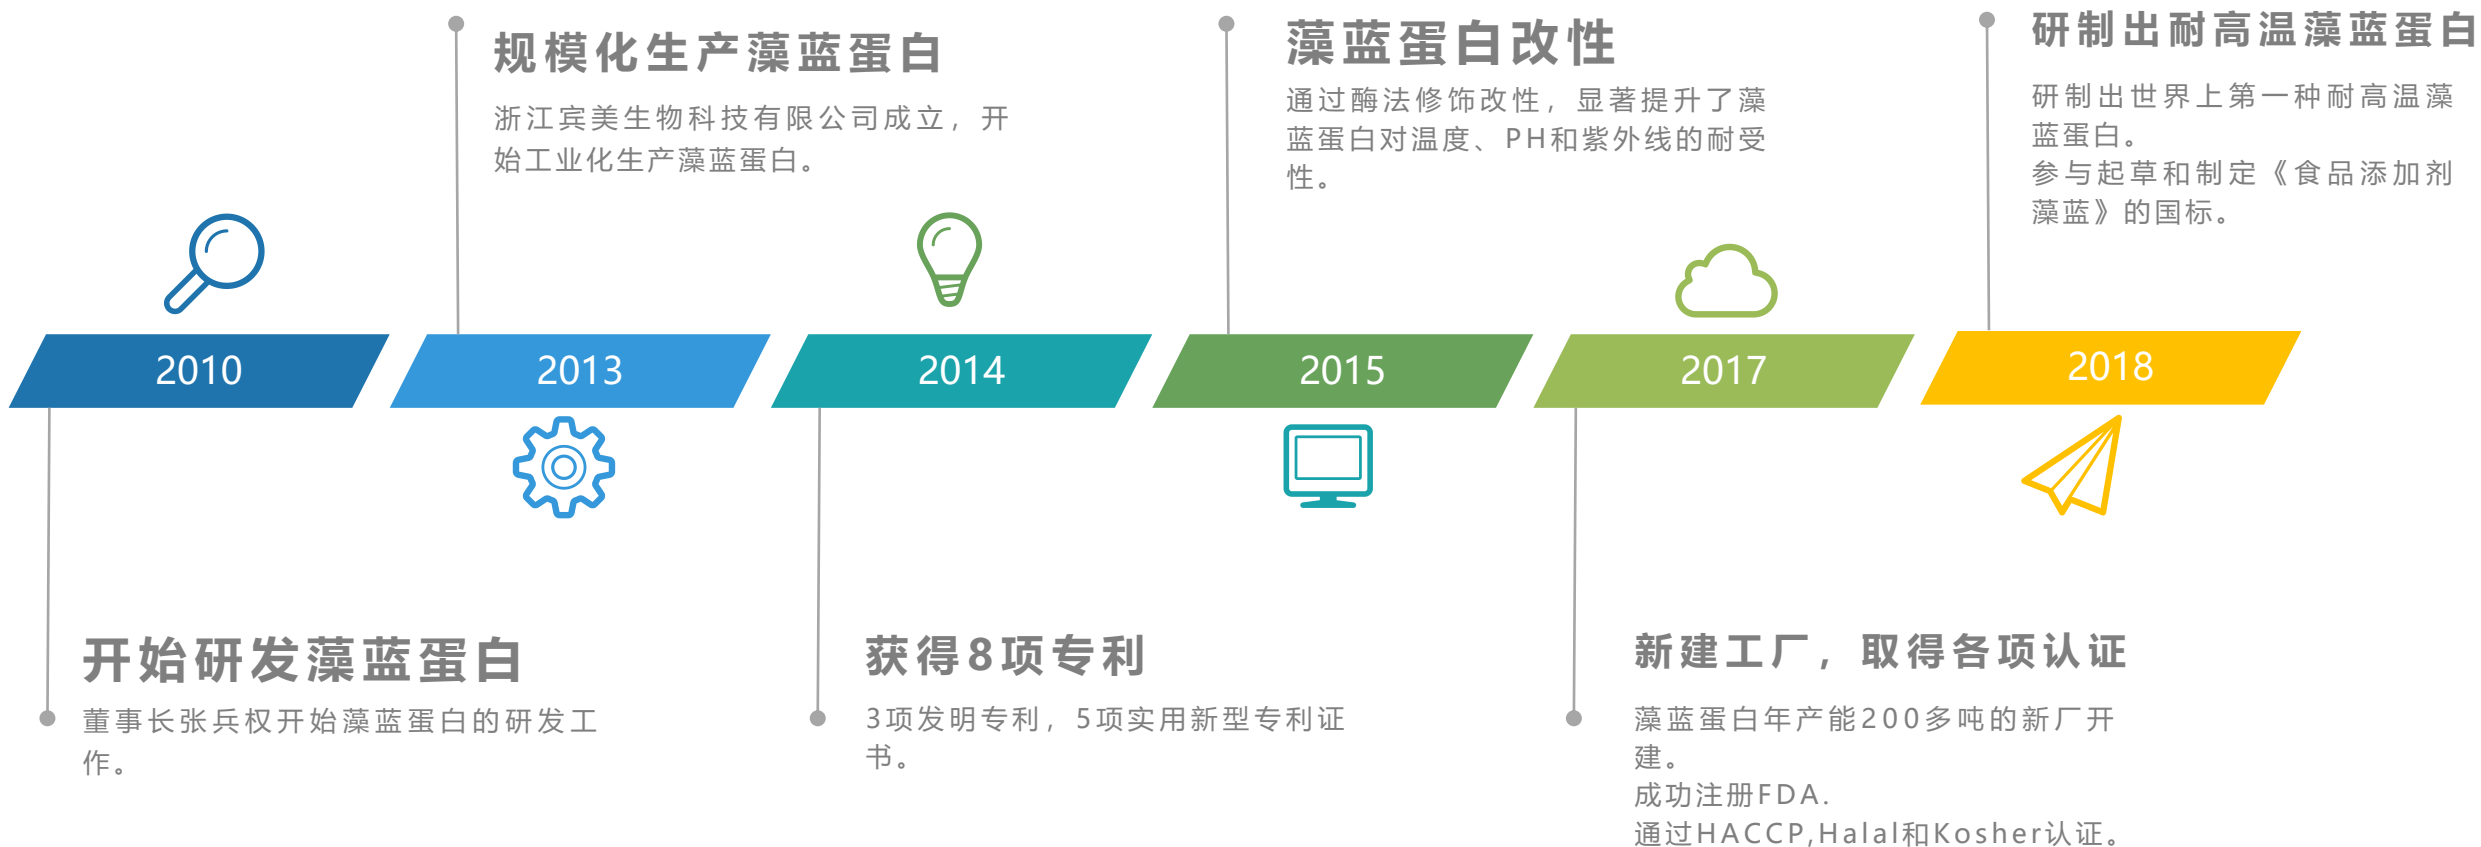 规模化生产藻蓝蛋白
浙江宾美生物科技有限公司成立，开
始工业化生产藻蓝蛋白。
藻蓝蛋白改性
通过酶法修饰改性，显著提升了藻
蓝蛋白对温度、PH和紫外线的耐受
性。
研制出耐高温藻蓝蛋白
研制出世界上第一种耐高温藻
蓝蛋白。
参与起草和制定《食品添加剂
藻蓝》的国标。
2010
2013
2014
2015
2017
2018
开始研发藻蓝蛋白
董事长张兵权开始藻蓝蛋白的研发工
作。
获得8项专利
3项发明专利，5项实用新型专利证
书。
新建工厂，取得各项认证
藻蓝蛋白年产能200多吨的新厂开
建。
成功注册FDA.
通过HACCP,Halal和Kosher认证。